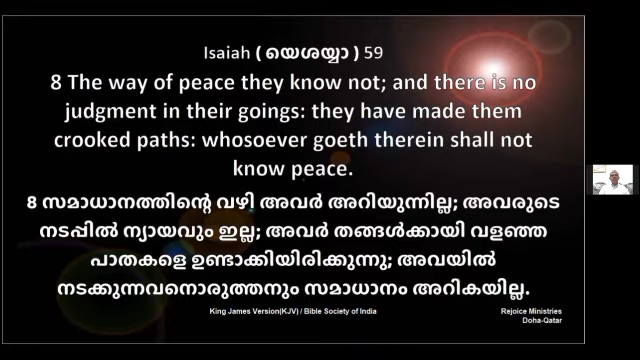 Isaiah ( യെശയ്യാ ) 59
8 The way of peace they know not; and there is no
judgment in their goings: they have made them
crooked paths: whosoever goeth therein shall not
know peace.
8 സമാധാനത്തിന്റെ വഴി അവർ അറിയുന്നില്ല; അവരുടെ
നടപ്പിൽ ന്യായവും ഇല്ല; അവർ തങ്ങൾക്കായി വളഞ്ഞ
പാതകളെ ഉണ്ടാക്കിയിരിക്കുന്നു; അവയിൽ
നടക്കുന്നവനൊരുത്തനും സമാധാനം അറികയില്ല.
King James Version(KJV) / Bible Society of India
Rejoice Ministries
Doha-Qatar